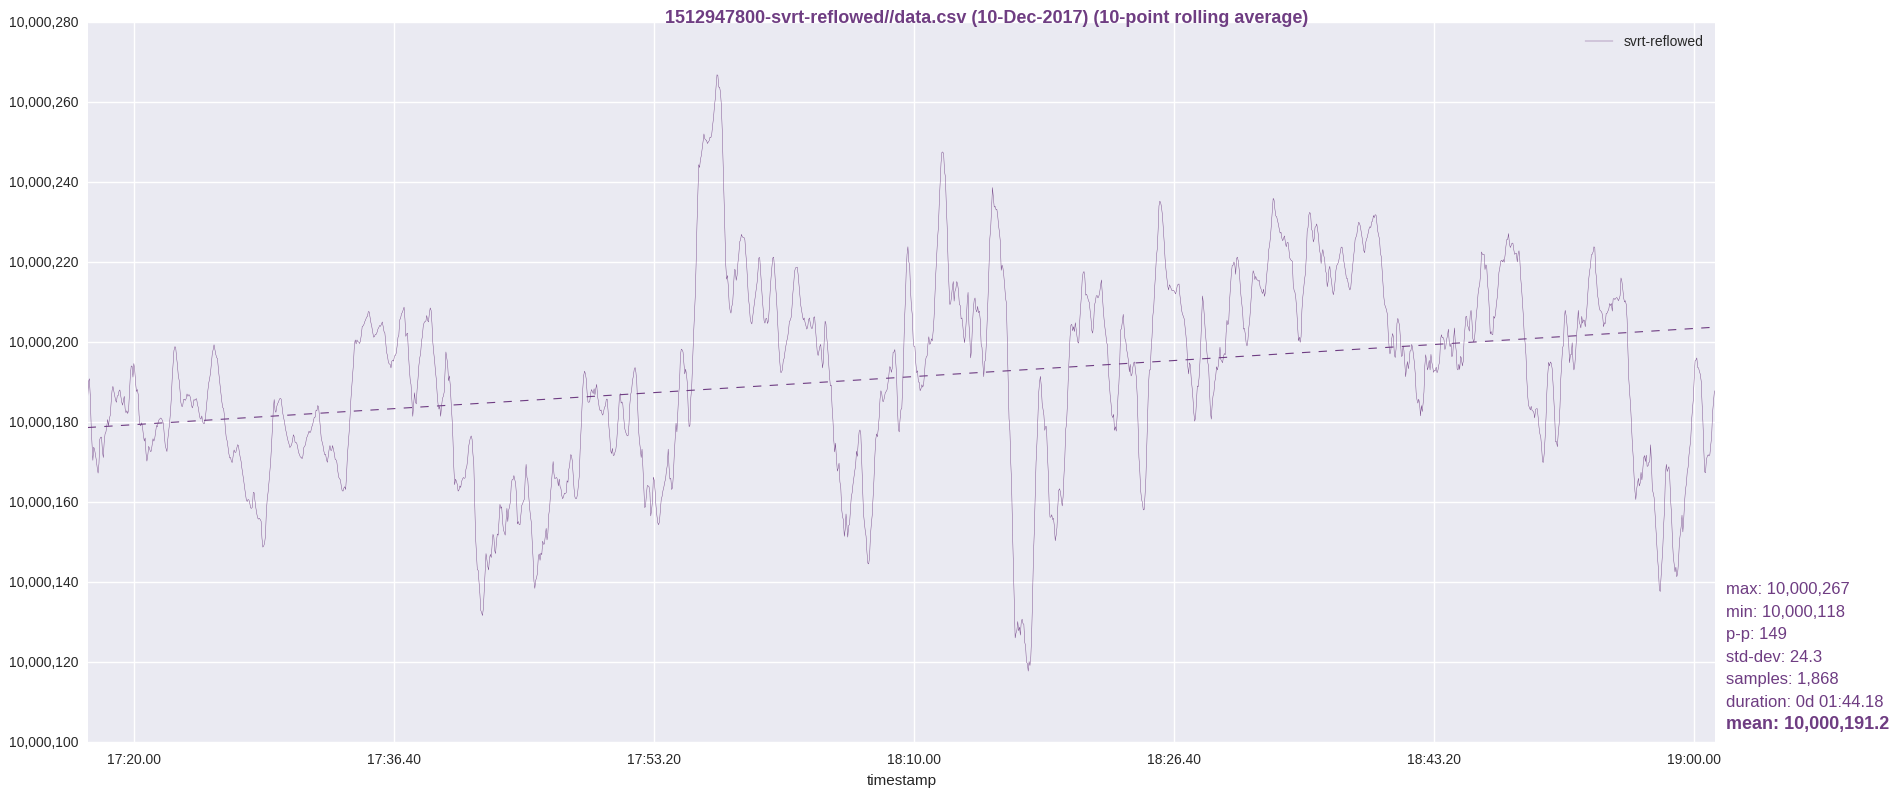 1512947800-svrt-reflowed//data.csv (10-Dec-2017) (10-point rolling average)
svrt-reflowed
10,000,280
10,000,260
10,000,240
10,000,220
10,000,200
10,000,180
10,000,160
10,000,140
10,000,120
10,000,100
17:20.00
17:36.40
17:53.20
18:10.00
18:26.40
18:43.20
19:00.00
timestamp
max: 10,000,267
min: 10,000,118
p-p: 149
std-dev: 24.3
samples: 1,868
duration: 0d 01:44.18
mean: 10,000,191.2